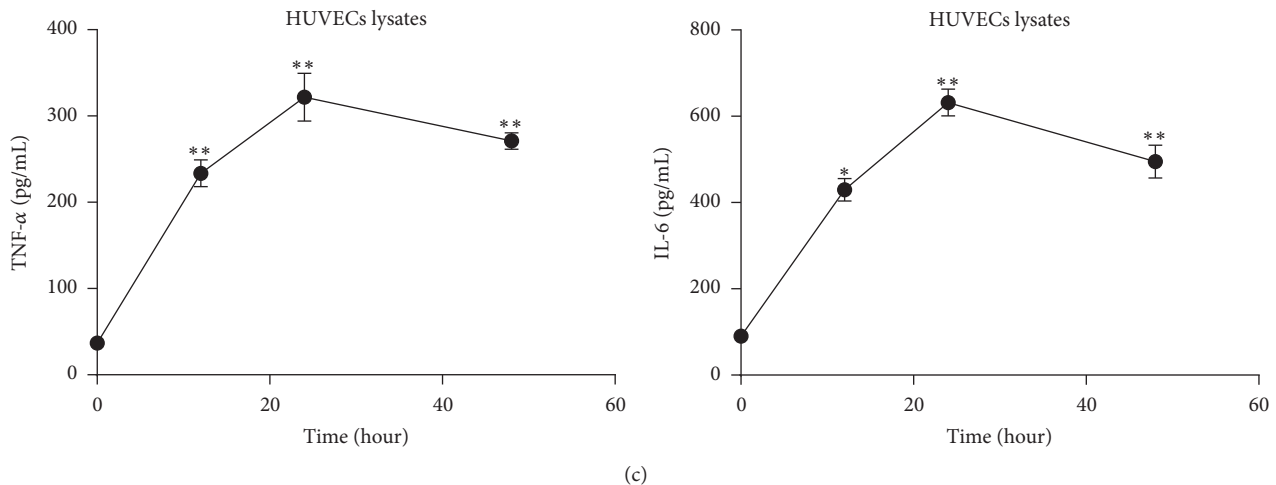 HUVECs lysates
400
300
200
100
0
TNF-α (pg/mL)
**
**
**
0 20 40 60
Time (hour)
HUVECs lysates
800
600
400
200
0
IL-6 (pg/mL)
*
**
**
0 20 40 60
Time (hour)
(c)